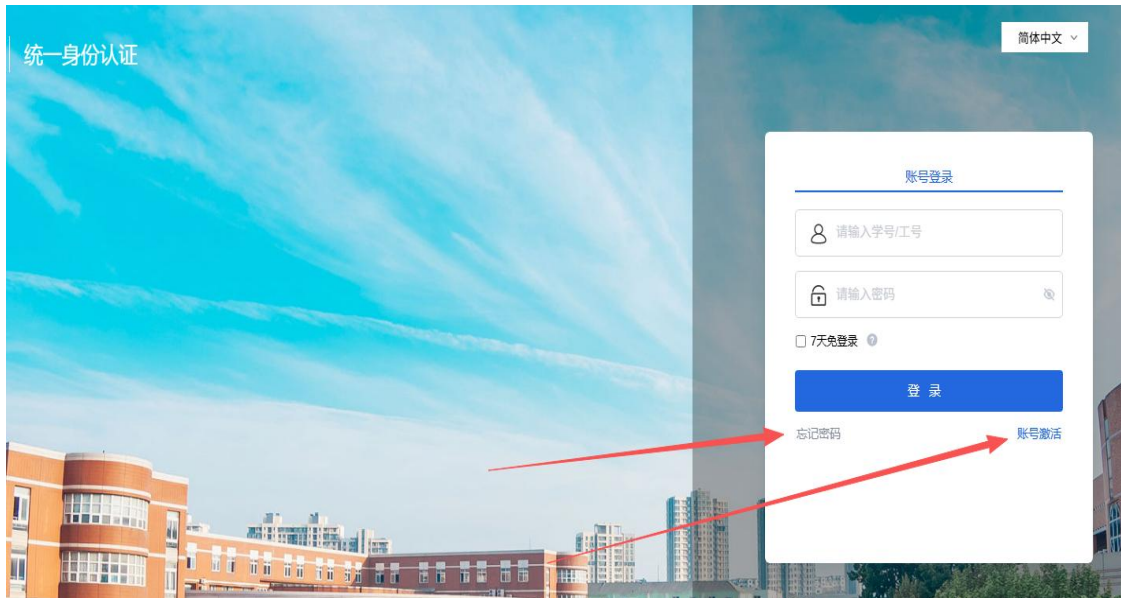 统一身份认证
简体中文
账号登录
请输入学号/工号
请输入密码
7天免登录
登 录
忘记密码
账号激活